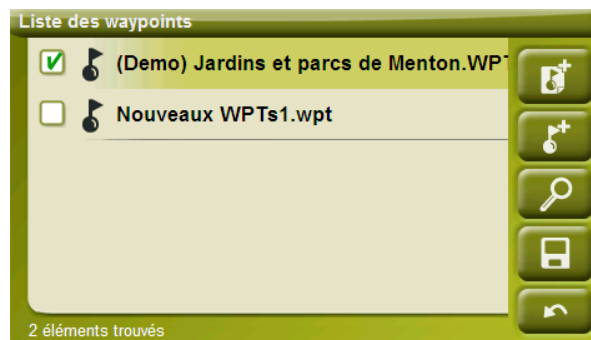 Liste des waypoints
(Demo) Jardins et parcs de Menton.WPT
Nouveaux WPTs1.wpt
2 éléments trouvés